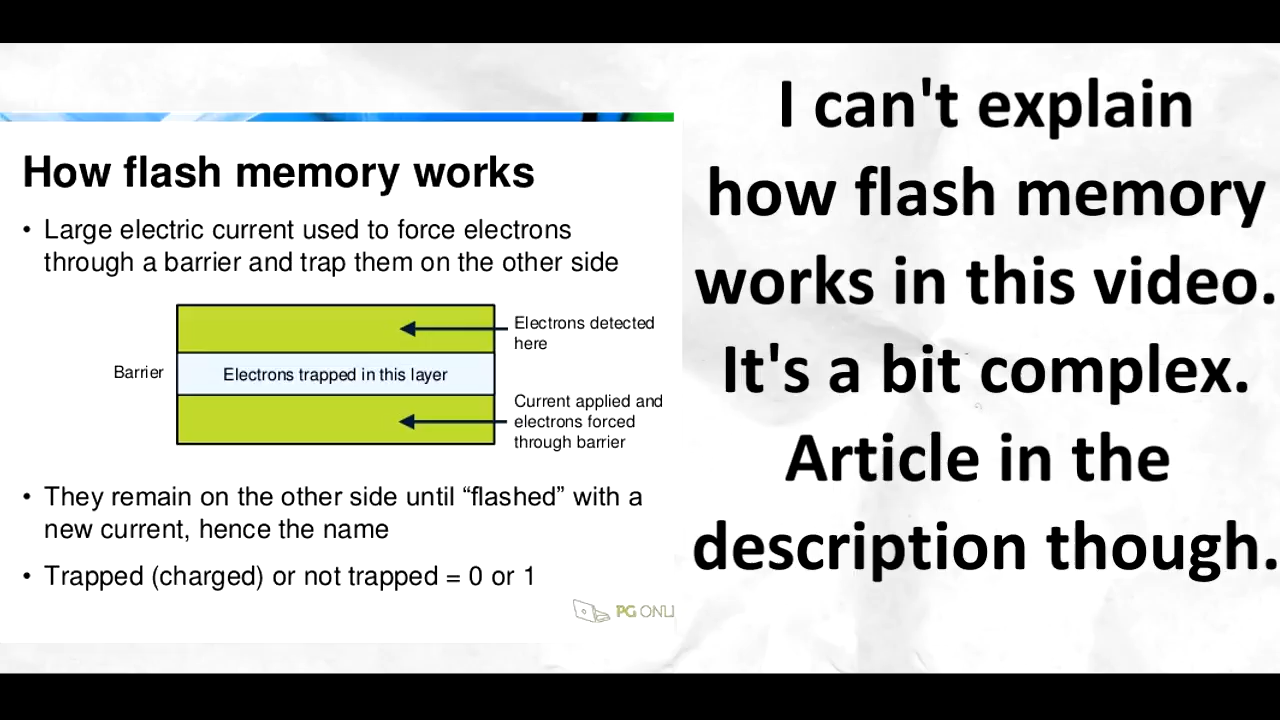 How flash memory works
• Large electric current used to force electrons
through a barrier and trap them on the other side
Electrons detected
here
Barrier
Electrons trapped in this layer
Current applied and
electrons forced
through barrier
• They remain on the other side until “flashed” with a
new current, hence the name
• Trapped (charged) or not trapped = 0 or 1
PG ONLI
I can't explain
how flash memory
works in this video.
It's a bit complex.
Article in the
description though.